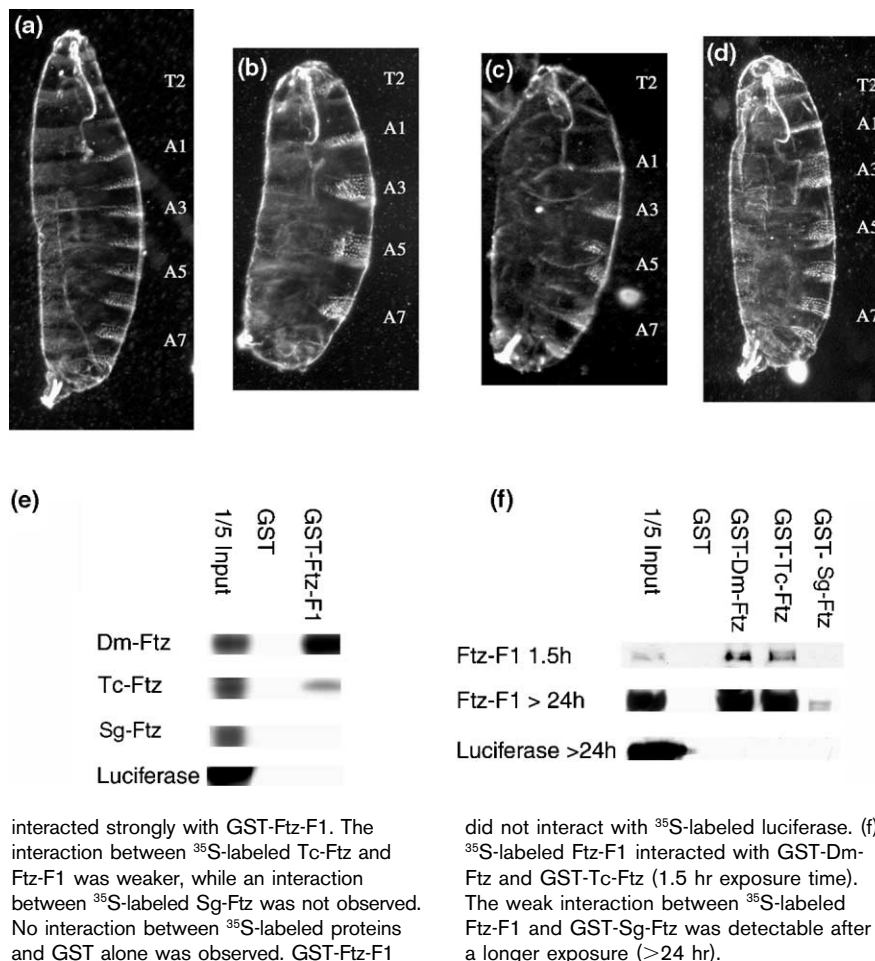 (a)
T2
A1
A3
A5
A7
(b)
T2
A1
A3
A5
A7
(c)
T2
A1
A3
A5
A7
(d)
T2
A1
A3
A5
A7
(e)
1/5 Input
GST
GST-Ftz-F1
Dm-Ftz
Tc-Ftz
Sg-Ftz
Luciferase
(f)
1/5 Input
GST
GST-Dm-Ftz
GST-Tc-Ftz
GST- Sg-Ftz
Ftz-F1 1.5h
Ftz-F1 > 24h
Luciferase >24h
interacted strongly with GST-Ftz-F1. The
interaction between ³⁵S-labeled Tc-Ftz and
Ftz-F1 was weaker, while an interaction
between ³⁵S-labeled Sg-Ftz was not observed.
No interaction between ³⁵S-labeled proteins
and GST alone was observed. GST-Ftz-F1
did not interact with ³⁵S-labeled luciferase. (f)
³⁵S-labeled Ftz-F1 interacted with GST-Dm-
Ftz and GST-Tc-Ftz (1.5 hr exposure time).
The weak interaction between ³⁵S-labeled
Ftz-F1 and GST-Sg-Ftz was detectable after
a longer exposure (>24 hr).